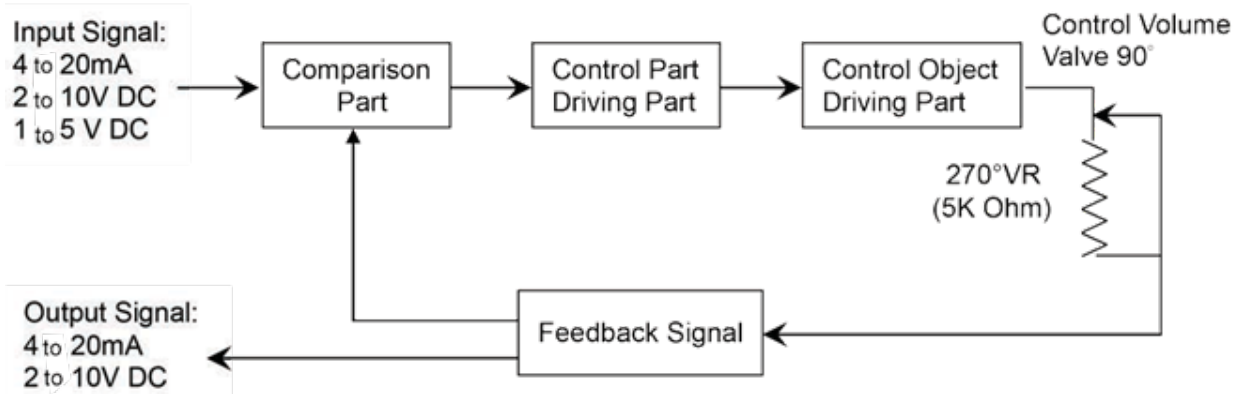 Input Signal:
4 to 20mA
2 to 10V DC
1 to 5 V DC
Comparison
Part
Control Part
Driving Part
Control Object
Driving Part
Control Volume
Valve 90°
270°VR
(5K Ohm)
Feedback Signal
Output Signal:
4 to 20mA
2 to 10V DC